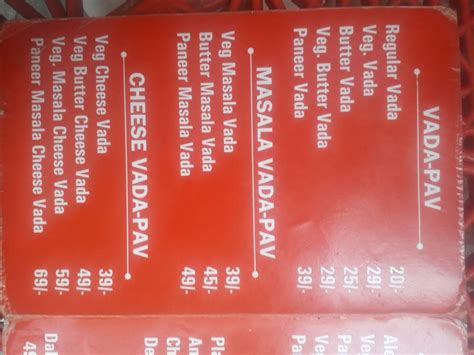 VADA-PAV
Regular Vada 20/-
Veg. Vada 29/-
Butter Vada 25/-
Veg. Butter Vada 29/-
Paneer Vada 39/-
MASALA VADA-PAV
Veg Masala Vada 39/-
Butter Masala Vada 45/-
Paneer Masala Vada 49/-
CHEESE VADA-PAV
Veg Cheese Vada 39/-
Veg Butter Cheese Vada 49/-
Veg. Masala Cheese Vada 59/-
Paneer Masala Cheese Vada 69/-